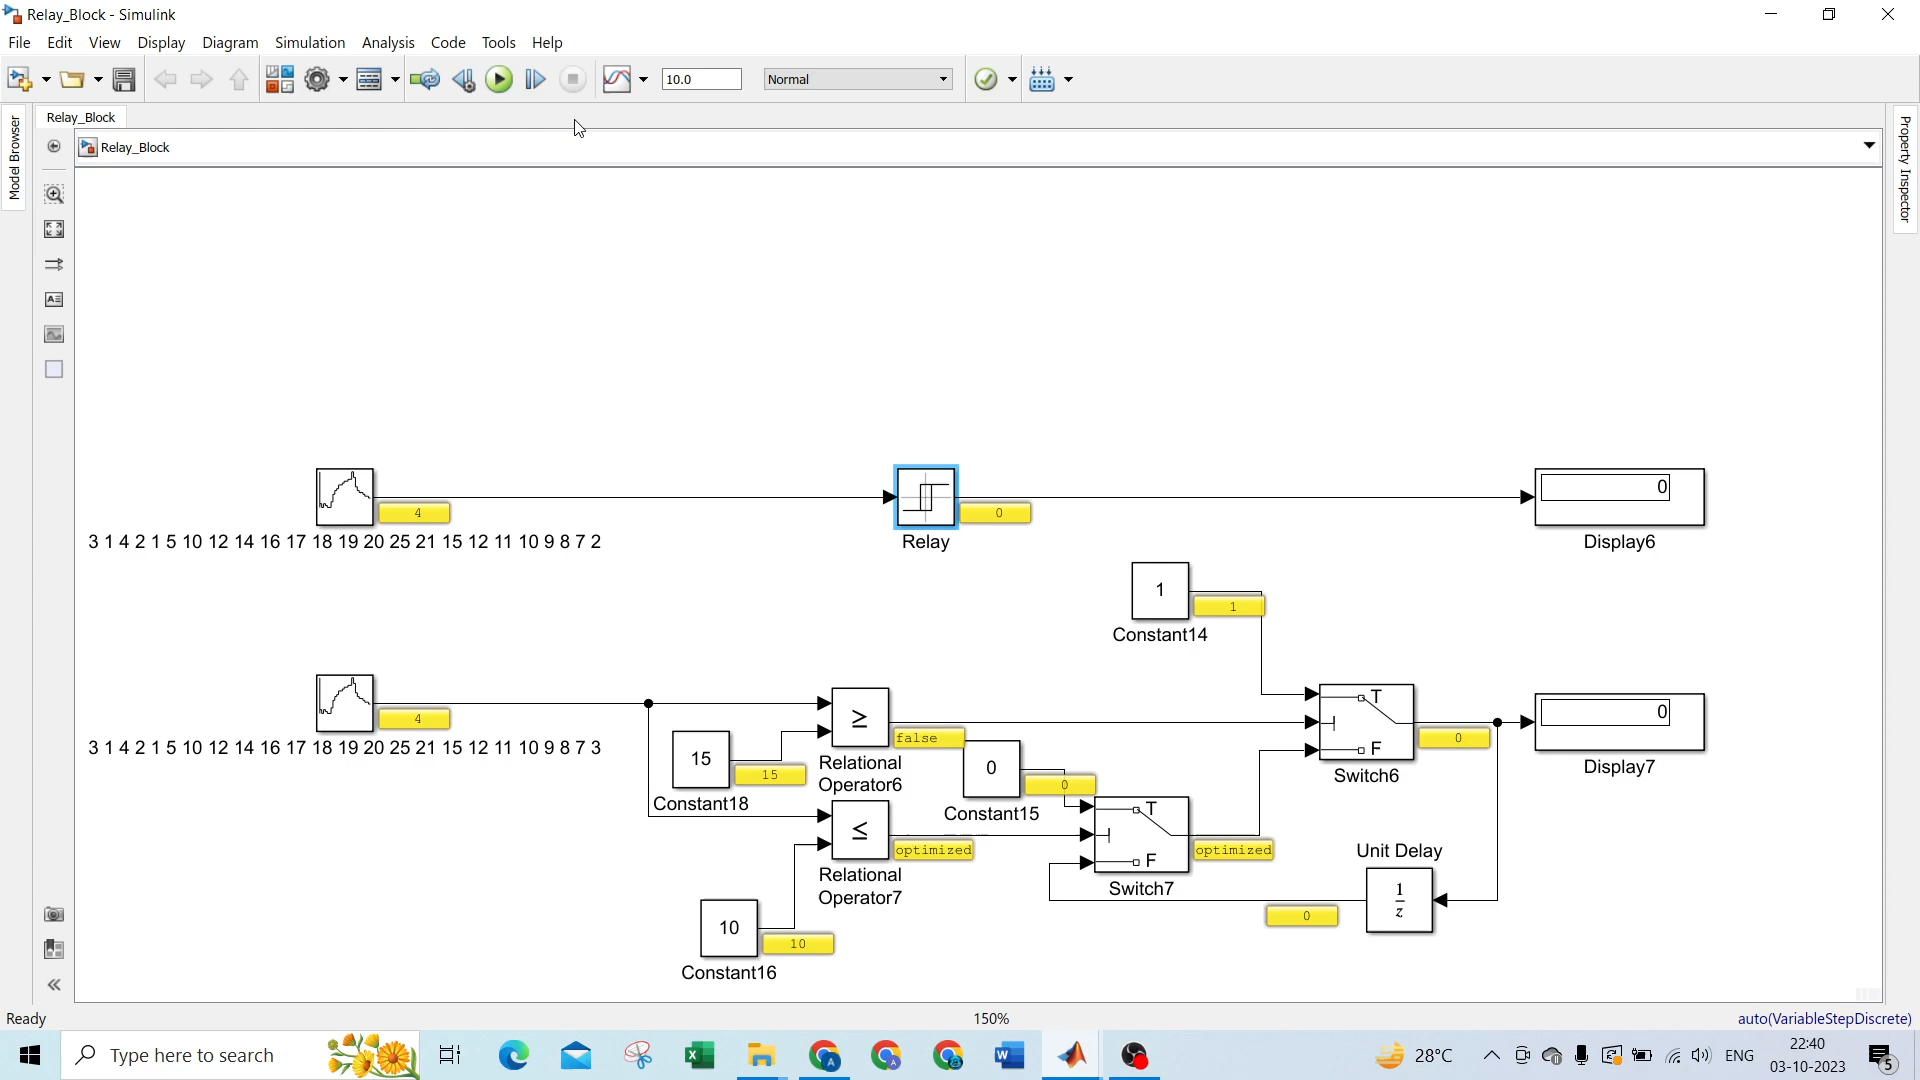 Relay_Block - Simulink
File Edit View Display Diagram Simulation Analysis Code Tools Help
10.0 Normal
Model Browser
Relay_Block
Property Inspector
Relay_Block
4
0
0
3 1 4 2 1 5 10 12 14 16 17 18 19 20 25 21 15 12 11 10 9 8 7 2
Relay
Display6
1
1
Constant14
4
≥
T
0
0
3 1 4 2 1 5 10 12 14 16 17 18 19 20 25 21 15 12 11 10 9 8 7 3
false
F
15
15
Relational
Operator6
0
0
Switch6
Display7
Constant18
Constant15
T
≤
optimized
F
optimized
Unit Delay
Relational
Operator7
Switch7
1
z
0
10
10
Constant16
Ready 150% auto(VariableStepDiscrete)
Type here to search
28°C
ENG
22:40
03-10-2023
5